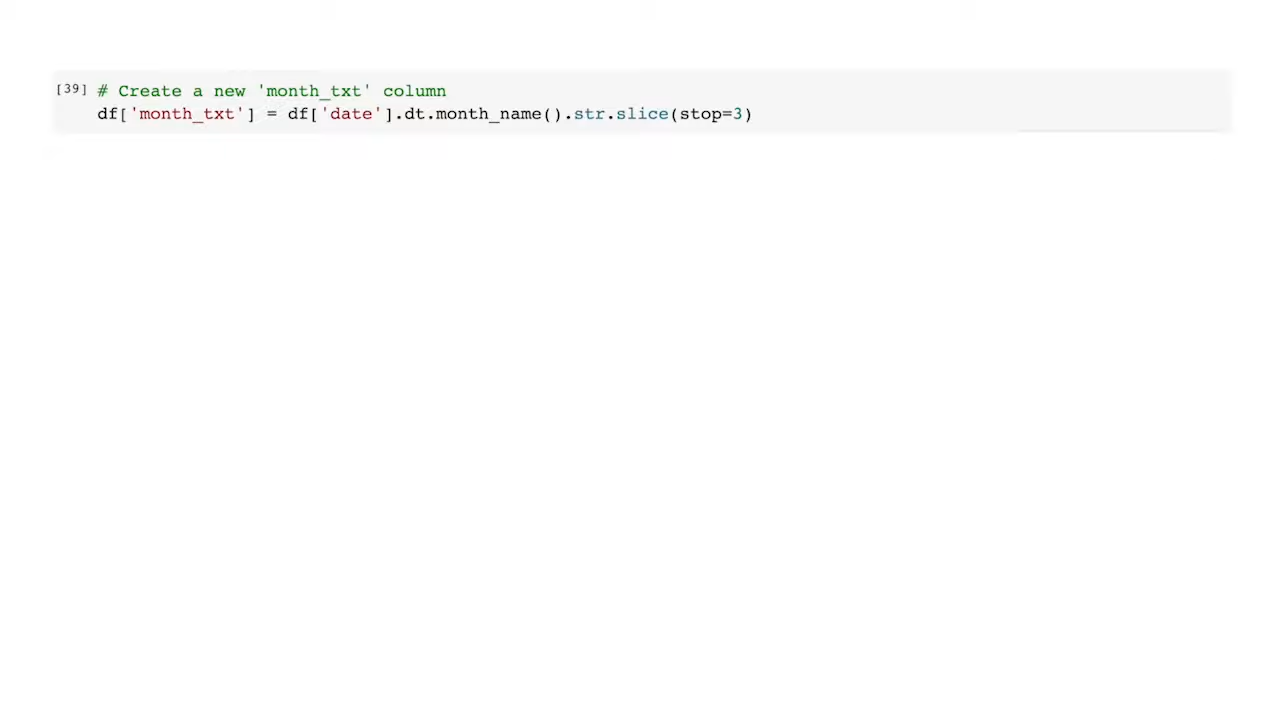 [39] # Create a new 'month_txt' column
df['month_txt'] = df['date'].dt.month_name().str.slice(stop=3)